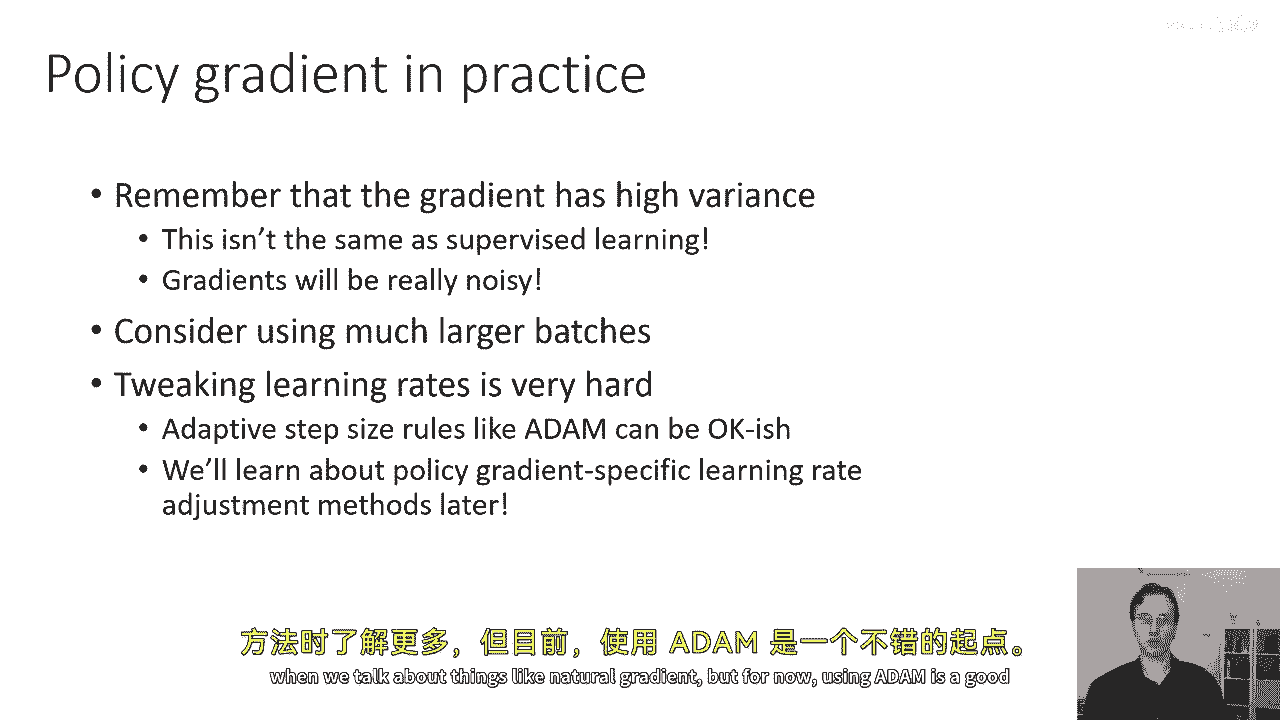 Policy gradient in practice
• Remember that the gradient has high variance
• This isn't the same as supervised learning!
• Gradients will be really noisy!
• Consider using much larger batches
• Tweaking learning rates is very hard
• Adaptive step size rules like ADAM can be OK-ish
• We'll learn about policy gradient-specific learning rate
adjustment methods later!
方法时了解更多，但目前，使用 ADAM 是一个不错的起点。
when we talk about things like natural gradient, but for now, using ADAM is a good